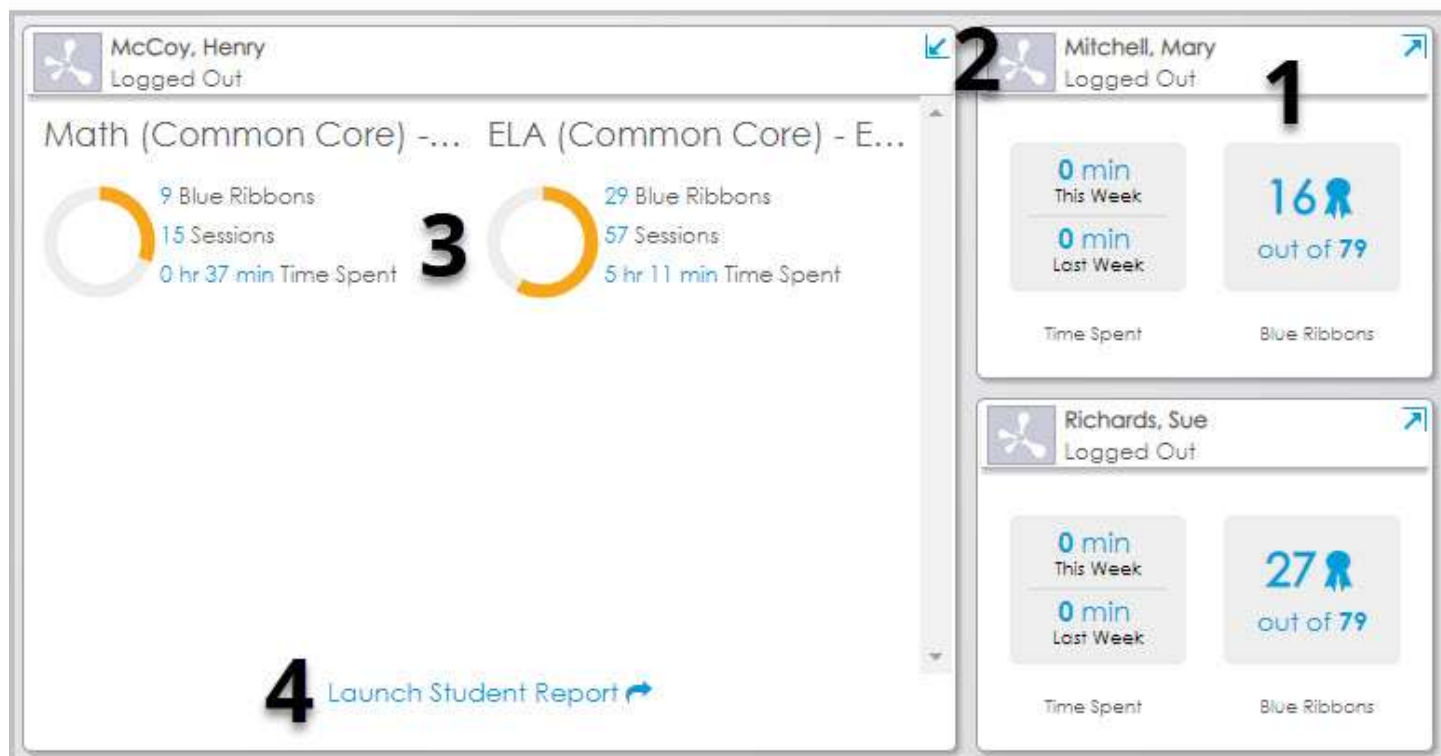 McCoy, Henry
Logged Out
Math (Common Core) -...
9 Blue Ribbons
15 Sessions
0 hr 37 min Time Spent
3
ELA (Common Core) - E...
29 Blue Ribbons
57 Sessions
5 hr 11 min Time Spent
4
Launch Student Report
2
Mitchell, Mary
Logged Out
1
0 min
This Week
0 min
Last Week
Time Spent
16
out of 79
Blue Ribbons
Richards, Sue
Logged Out
0 min
This Week
0 min
Last Week
Time Spent
27
out of 79
Blue Ribbons